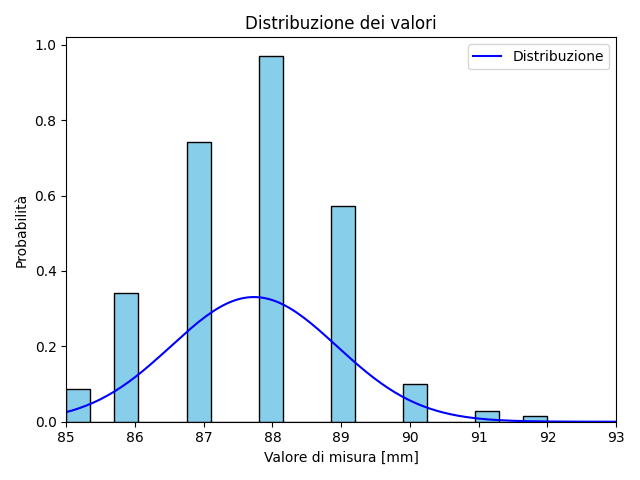 Distribuzione dei valori
Distribuzione
1.0
0.8
0.6
0.4
0.2
0.0
Probabilità
85 86 87 88 89 90 91 92 93
Valore di misura [mm]